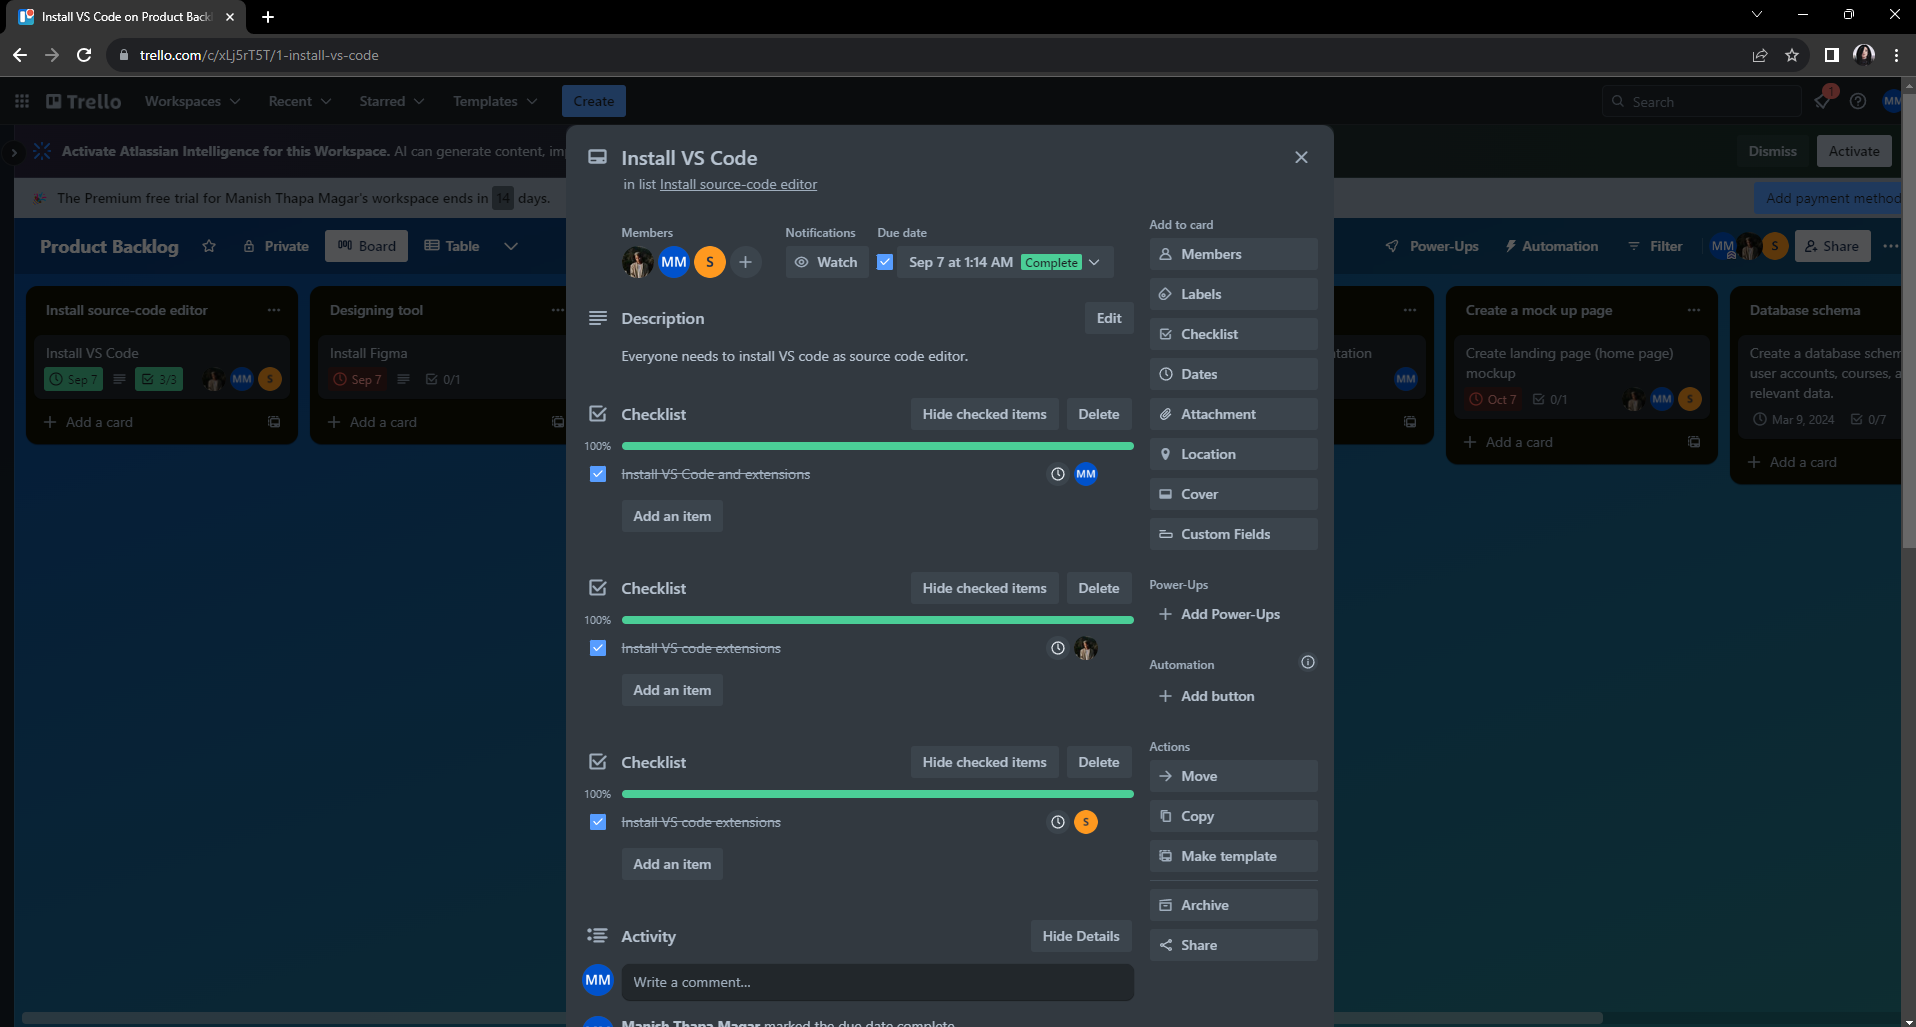 Install VS Code on Product Backl
trello.com/c/xLj5rT5T/1-install-vs-code
Trello
Workspaces
Recent
Starred
Templates
Create
Search
1
MM
Activate Atlassian Intelligence for this Workspace. AI can generate content, im
Dismiss
Activate
The Premium free trial for Manish Thapa Magar's workspace ends in 14 days.
Add payment method
Product Backlog
Private
Board
Table
Power-Ups
Automation
Filter
MM
S
Share
Install source-code editor
Install VS Code
Sep 7
3/3
MM
S
Add a card
Designing tool
Install Figma
Sep 7
0/1
Add a card
Install VS Code
in list Install source-code editor
Members
MM
S
Notifications
Watch
Due date
Sep 7 at 1:14 AM
Complete
Description
Edit
Everyone needs to install VS code as source code editor.
Checklist
Hide checked items
Delete
100%
Install VS Code and extensions
MM
Add an item
Checklist
Hide checked items
Delete
100%
Install VS code extensions
Add an item
Checklist
Hide checked items
Delete
100%
Install VS code extensions
S
Add an item
Activity
Hide Details
MM
Write a comment...
Manish Thapa Magar marked the due date complete
Add to card
Members
Labels
Checklist
Dates
Attachment
Location
Cover
Custom Fields
Power-Ups
Add Power-Ups
Automation
Add button
Actions
Move
Copy
Make template
Archive
Share
tation
MM
Create a mock up page
Create landing page (home page)
mockup
Oct 7
0/1
MM
S
Add a card
Database schema
Create a database schem
user accounts, courses, a
relevant data.
Mar 9, 2024
0/7
Add a card